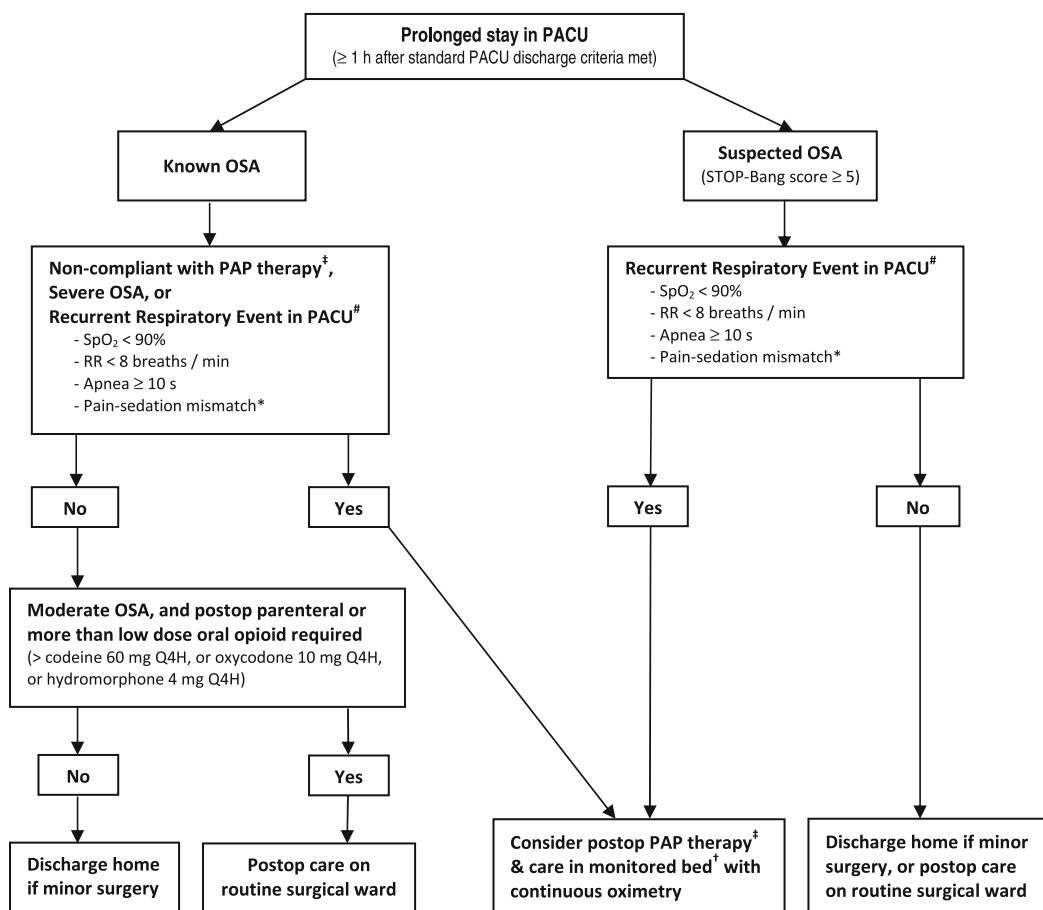 Prolonged stay in PACU
(≥ 1 h after standard PACU discharge criteria met)
Known OSA
Suspected OSA
(STOP-Bang score ≥ 5)
Non-compliant with PAP therapy‡,
Severe OSA, or
Recurrent Respiratory Event in PACU#
- SpO₂ < 90%
- RR < 8 breaths / min
- Apnea ≥ 10 s
- Pain-sedation mismatch*
Recurrent Respiratory Event in PACU#
- SpO₂ < 90%
- RR < 8 breaths / min
- Apnea ≥ 10 s
- Pain-sedation mismatch*
No
Yes
Yes
No
Moderate OSA, and postop parenteral or
more than low dose oral opioid required
(> codeine 60 mg Q4H, or oxycodone 10 mg Q4H,
or hydromorphone 4 mg Q4H)
No
Yes
Discharge home
if minor surgery
Postop care on
routine surgical ward
Consider postop PAP therapy‡
& care in monitored bed† with
continuous oximetry
Discharge home if minor
surgery, or postop care
on routine surgical ward